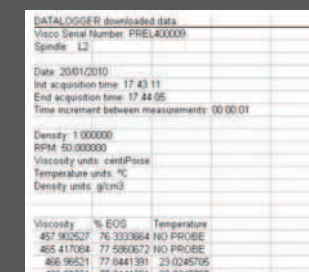 DATALOGGER downloaded data
Visco Serial Number: PREL400009
Spindle: L2
Date: 20/01/2010
Init acquisition time: 17:43:11
End acquisition time: 17:44:05
Time increment between measurements: 00:00:01
Density: 1.000000
RPM: 50.000000
Viscosity units: centiPoise
Temperature units: ºC
Density units: g/cm3
Viscosity % EOS Temperature
457.902527 76.3333664 NO PROBE
465.417084 77.5860672 NO PROBE
466.96521 77.8441391 23.0245705